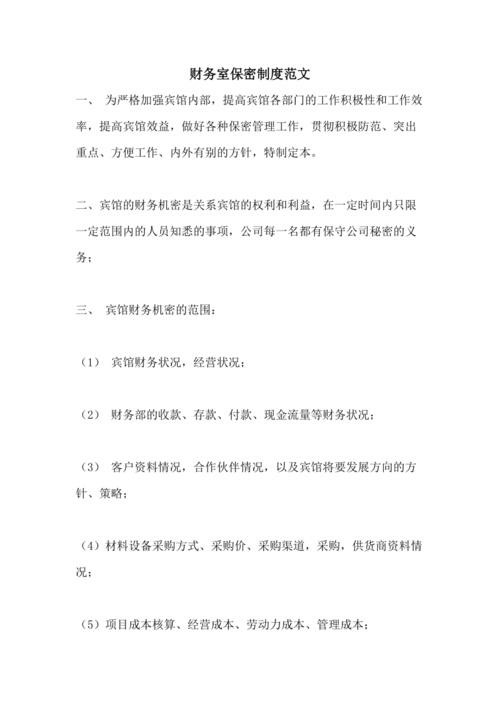 财务室保密制度范文
一、 为严格加强宾馆内部，提高宾馆各部门的工作积极性和工作效
率，提高宾馆效益，做好各种保密管理工作，贯彻积极防范、突出
重点、方便工作、内外有别的方针，特制定本。
二、宾馆的财务机密是关系宾馆的权利和利益，在一定时间内只限
一定范围内的人员知悉的事项，公司每一名都有保守公司秘密的义
务；
三、 宾馆财务机密的范围：
（1） 宾馆财务状况，经营状况；
（2） 财务部的收款、存款、付款、现金流量等财务状况；
（3） 客户资料情况，合作伙伴情况，以及宾馆将要发展方向的方
针、策略；
（4）材料设备采购方式、采购价、采购渠道，采购，供货商资料情
况；
（5）项目成本核算、经营成本、劳动力成本、管理成本；